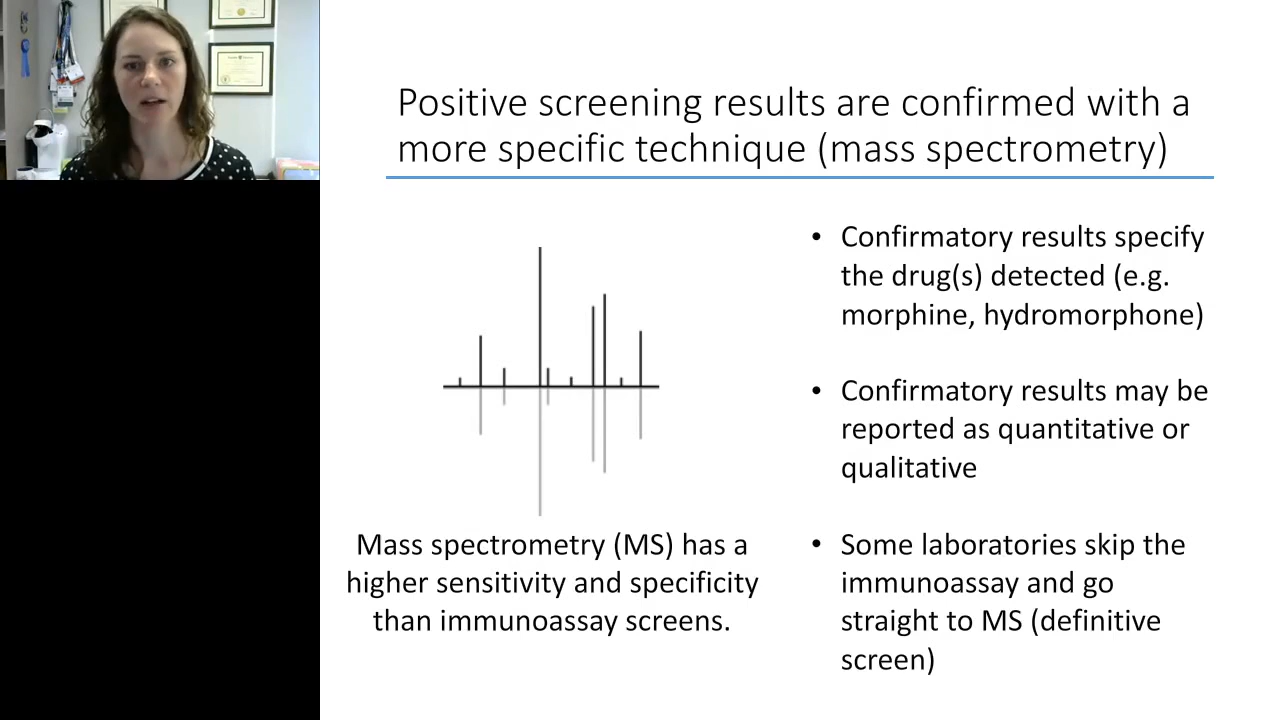 Positive screening results are confirmed with a
more specific technique (mass spectrometry)
Mass spectrometry (MS) has a
higher sensitivity and specificity
than immunoassay screens.
• Confirmatory results specify
the drug(s) detected (e.g.
morphine, hydromorphone)
• Confirmatory results may be
reported as quantitative or
qualitative
• Some laboratories skip the
immunoassay and go
straight to MS (definitive
screen)